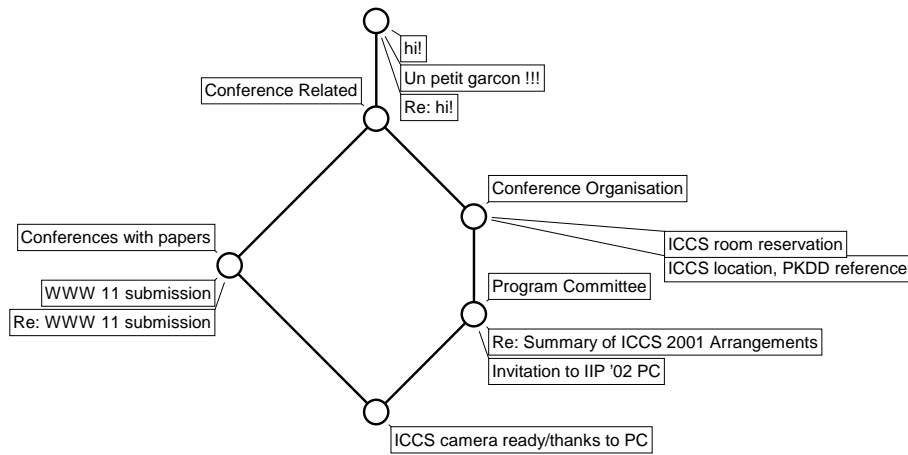 hi!
Un petit garcon !!!
Conference Related
Re: hi!
Conference Organisation
Conferences with papers
ICCS room reservation
ICCS location, PKDD reference
WWW 11 submission
Program Committee
Re: WWW 11 submission
Re: Summary of ICCS 2001 Arrangements
Invitation to IIP '02 PC
ICCS camera ready/thanks to PC